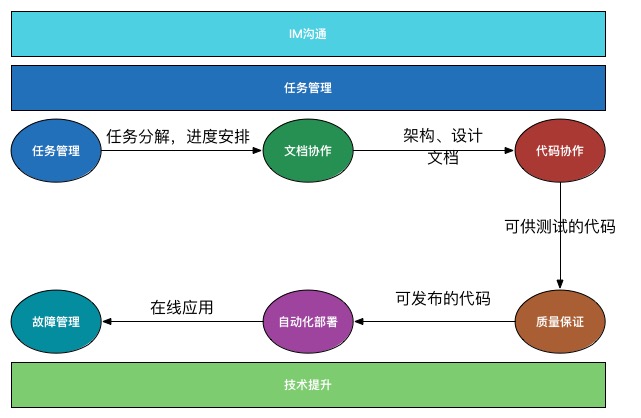 IM沟通
任务管理
任务管理
任务分解，进度安排
文档协作
架构、设计
文档
代码协作
可供测试的代码
故障管理
在线应用
自动化部署
可发布的代码
质量保证
技术提升